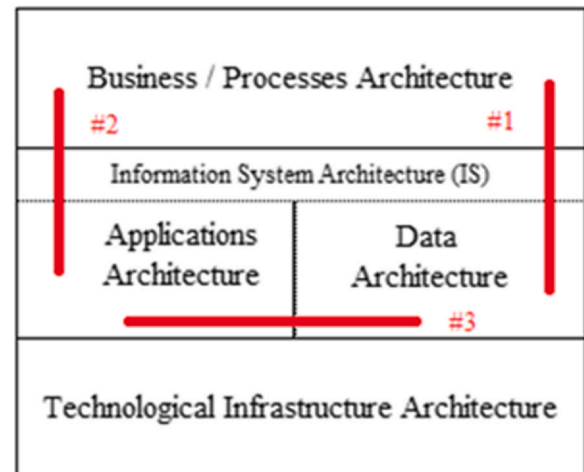 Business / Processes Architecture
#2
#1
Information System Architecture (IS)
Applications
Architecture
Data
Architecture
#3
Technological Infrastructure Architecture